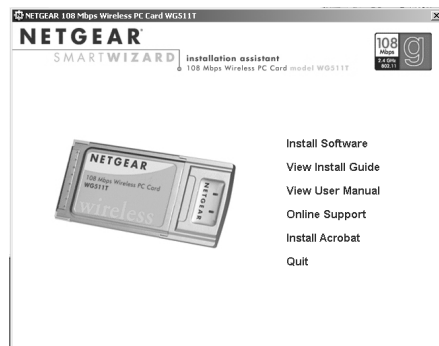 NETGEAR 108 Mbps Wireless PC Card WG511T
NETGEAR
SMARTWIZARD
installation assistant
108 Mbps Wireless PC Card model WG511T
108
Mbps
2.4 GHz
802.11
g
NETGEAR
108 Mbps Wireless PC Card
WG511T
wireless
NETGEAR
Install Software
View Install Guide
View User Manual
Online Support
Install Acrobat
Quit